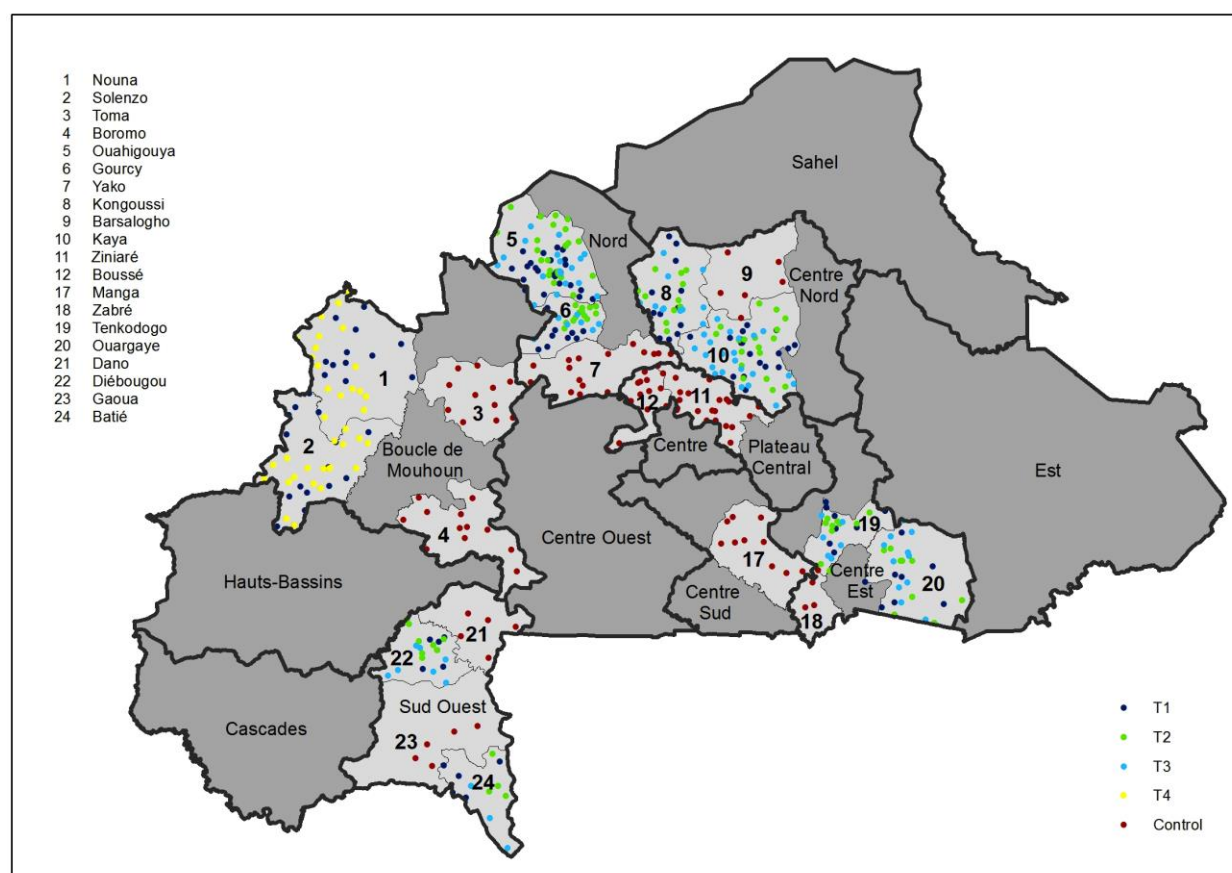 1 Nouna
2 Solenzo
3 Toma
4 Boromo
5 Ouahigouya
6 Gourcy
7 Yako
8 Kongoussi
9 Barsalogho
10 Kaya
11 Ziniaré
12 Boussé
17 Manga
18 Zabré
19 Tenkodogo
20 Ouargaye
21 Dano
22 Diébougou
23 Gaoua
24 Batié
Sahel
5
Nord
6
8
9
Centre
Nord
10
7
1
3
12
11
2
Boucle de
Mouhoun
Centre
Plateau
Central
Est
4
Centre Ouest
17
19
Centre
Est
20
Hauts-Bassins
Centre
Sud
18
21
22
Sud Ouest
Cascades
23
24
T1
T2
T3
T4
Control